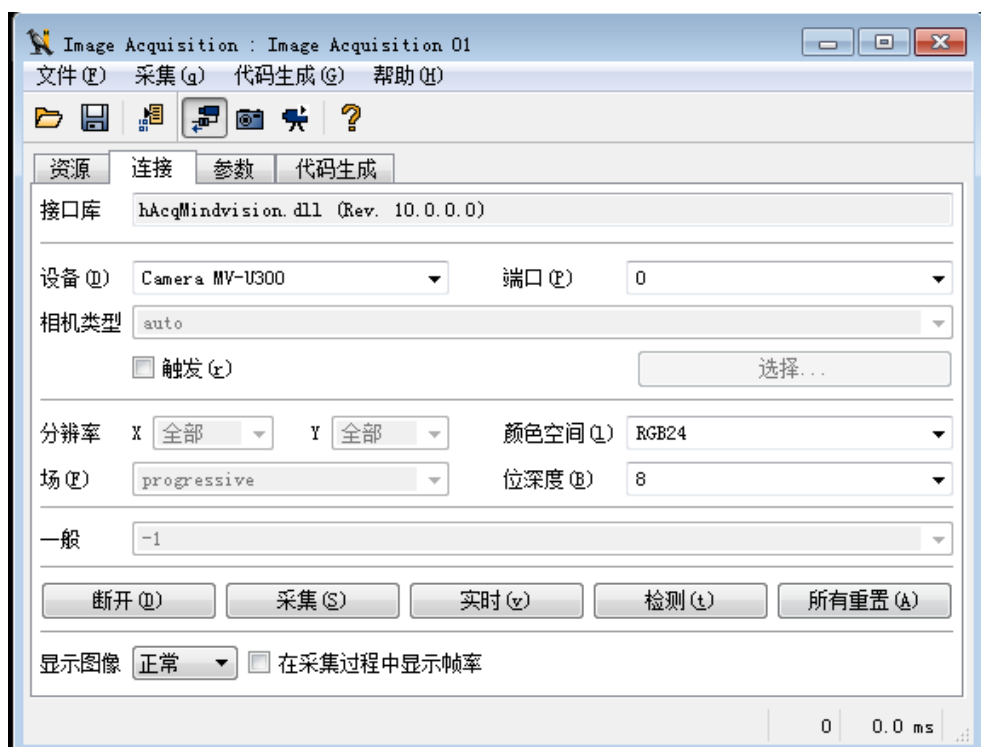 Image Acquisition : Image Acquisition 01
文件(F) 采集(q) 代码生成(G) 帮助(H)
资源 连接 参数 代码生成
接口库 hAcqMindvision.dll (Rev. 10.0.0.0)
设备(D) Camera MV-U300 端口(P) 0
相机类型 auto
触发(r) 选择...
分辨率 X 全部 Y 全部 颜色空间(l) RGB24
场(F) progressive 位深度(B) 8
一般 -1
断开(D) 采集(S) 实时(v) 检测(t) 所有重置(A)
显示图像 正常 在采集过程中显示帧率
0 0.0 ms